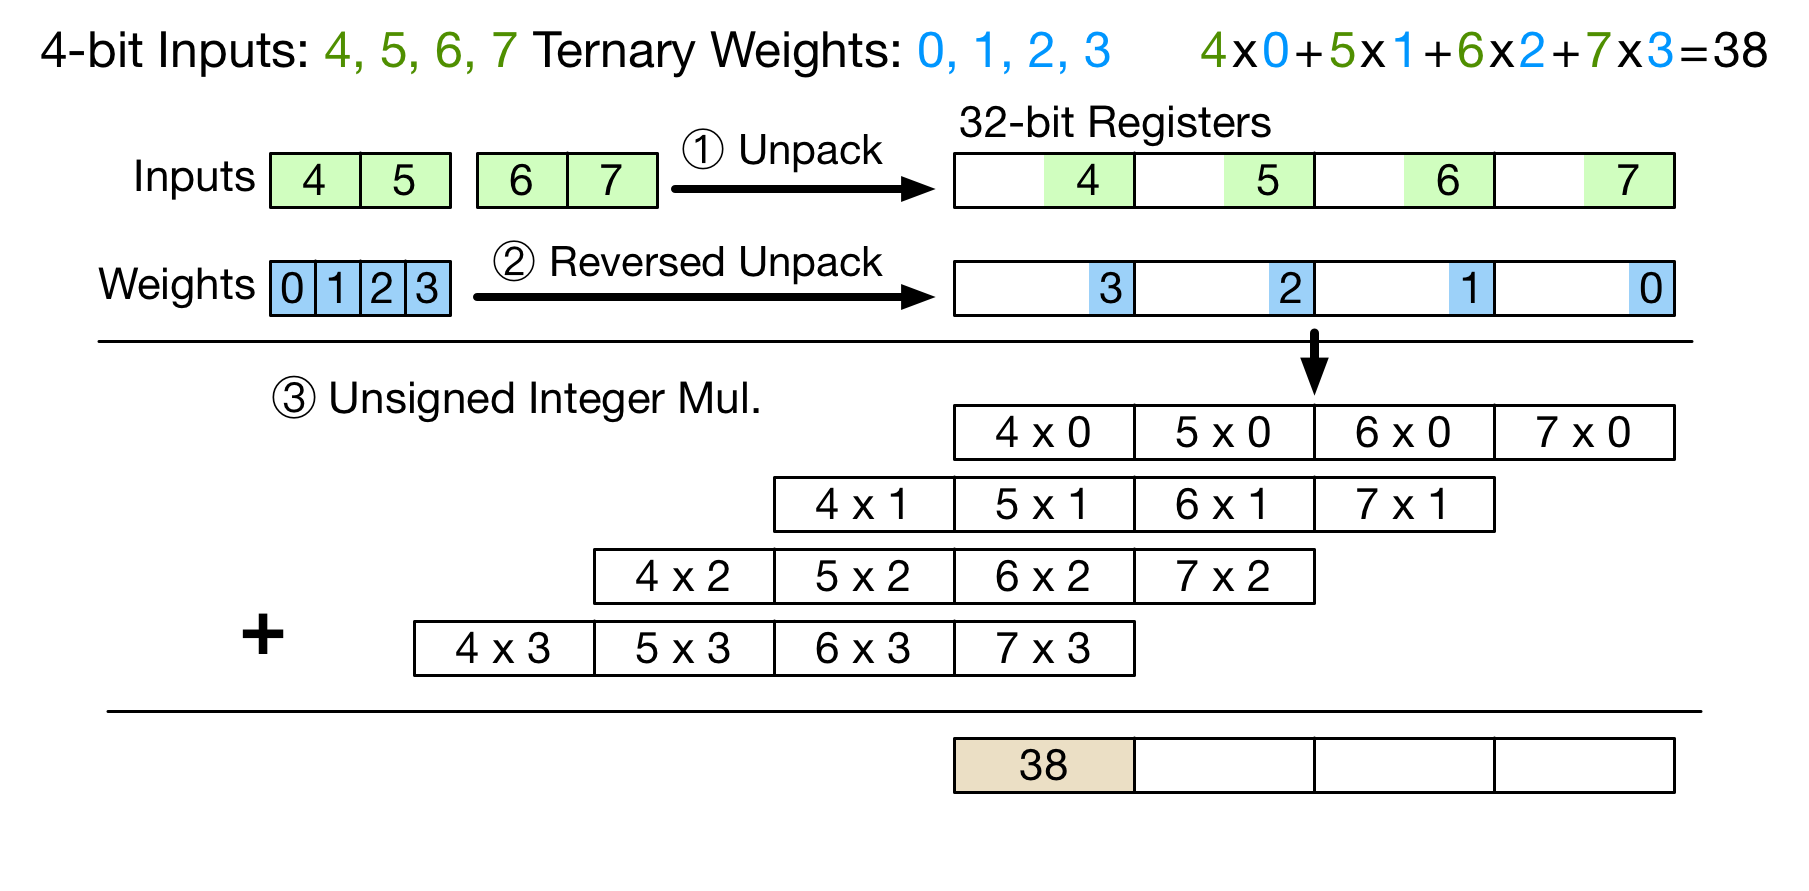 4-bit Inputs: 4, 5, 6, 7 Ternary Weights: 0, 1, 2, 3 4x0+5x1+6x2+7x3=38
32-bit Registers
① Unpack
Inputs 4 5 6 7 4 5 6 7
② Reversed Unpack
Weights 0 1 2 3 3 2 1 0
③ Unsigned Integer Mul.
4 x 0 5 x 0 6 x 0 7 x 0
4 x 1 5 x 1 6 x 1 7 x 1
4 x 2 5 x 2 6 x 2 7 x 2
+ 4 x 3 5 x 3 6 x 3 7 x 3
38